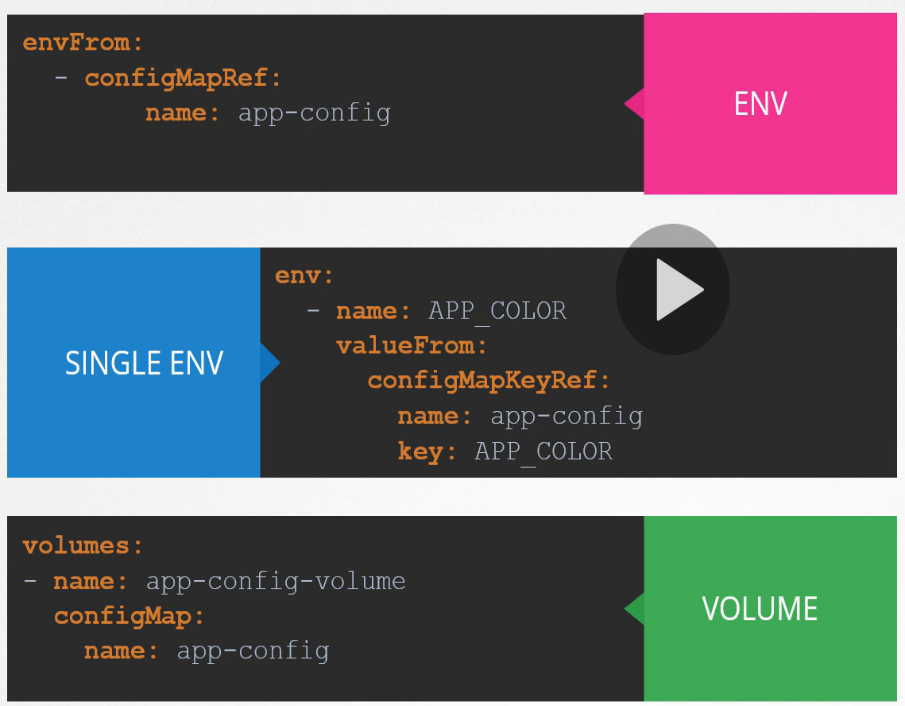 envFrom:
  - configMapRef:
        name: app-config
ENV
SINGLE ENV
env:
  - name: APP_COLOR
    valueFrom:
      configMapKeyRef:
        name: app-config
        key: APP_COLOR
volumes:
- name: app-config-volume
  configMap:
    name: app-config
VOLUME